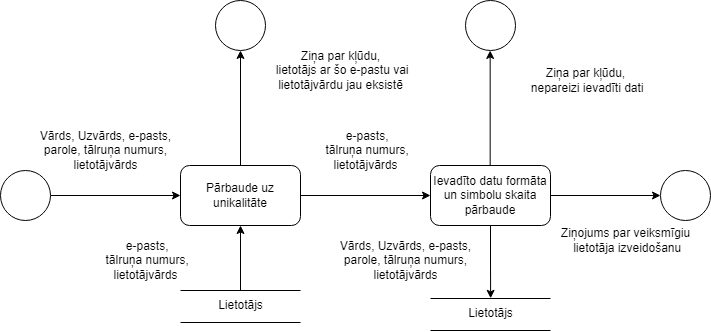 Ziņa par kļūdu,
lietotājs ar šo e-pastu vai
lietotājvārdu jau eksistē
Ziņa par kļūdu,
nepareizi ievadīti dati
Vārds, Uzvārds, e-pasts,
parole, tālruņa numurs,
lietotājvārds
e-pasts,
tālruņa numurs,
lietotājvārds
Pārbaude uz
unikalitāte
Ievadīto datu formāta
un simbolu skaita
pārbaude
e-pasts,
tālruņa numurs,
lietotājvārds
Vārds, Uzvārds, e-pasts,
parole, tālruņa numurs,
lietotājvārds
Ziņojums par veiksmīgiu
lietotāja izveidošanu
Lietotājs
Lietotājs